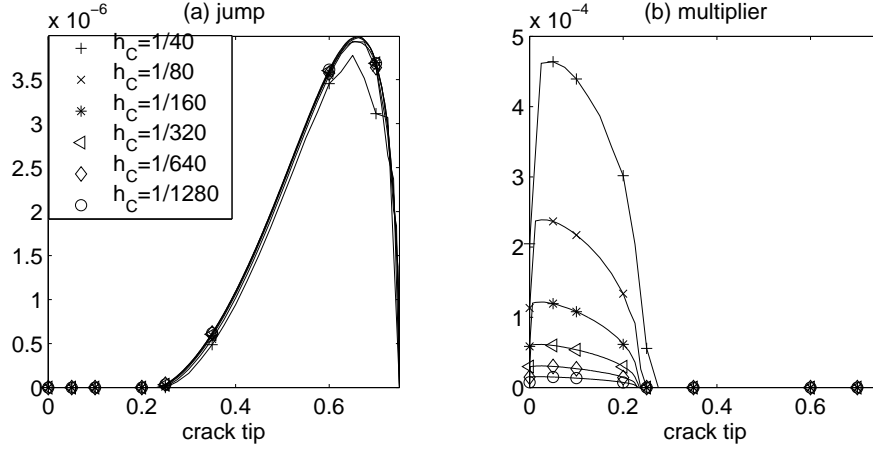 (a) jump
x 10^-6
h_C=1/40
h_C=1/80
h_C=1/160
h_C=1/320
h_C=1/640
h_C=1/1280
3.5
3
2.5
2
1.5
1
0.5
0
0 0.2 0.4 0.6
crack tip
(b) multiplier
x 10^-4
5
4
3
2
1
0
0 0.2 0.4 0.6
crack tip